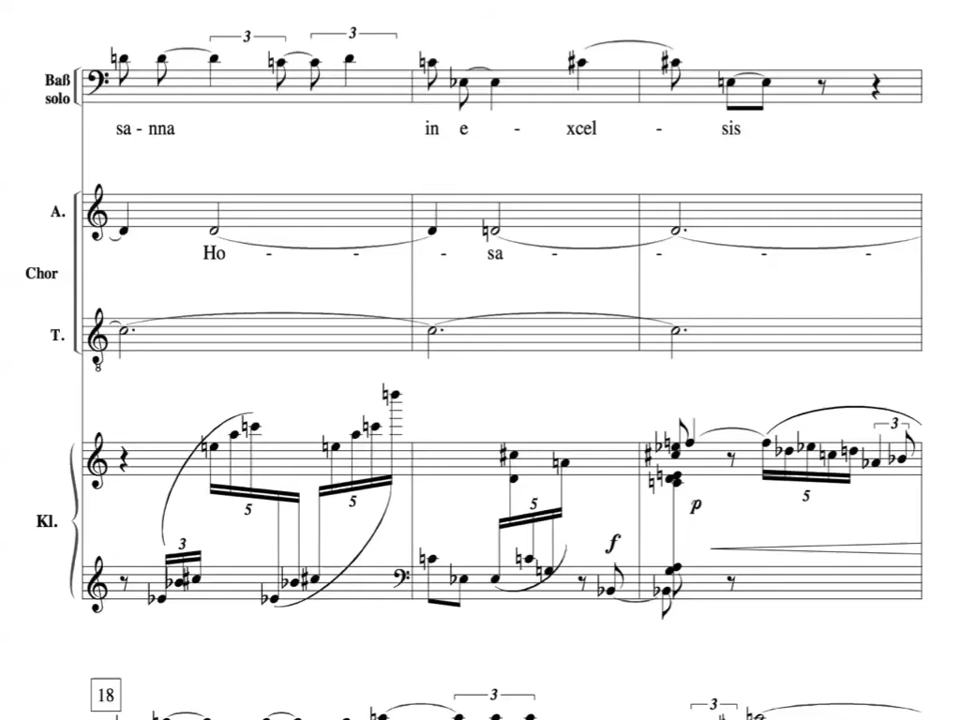 3 3
Baß
solo
sa - nna in e - xcel - sis
A.
Ho - - - sa - - - -
Chor
T.
3 5 5 5 3 5
Kl.
f p
18
3 3